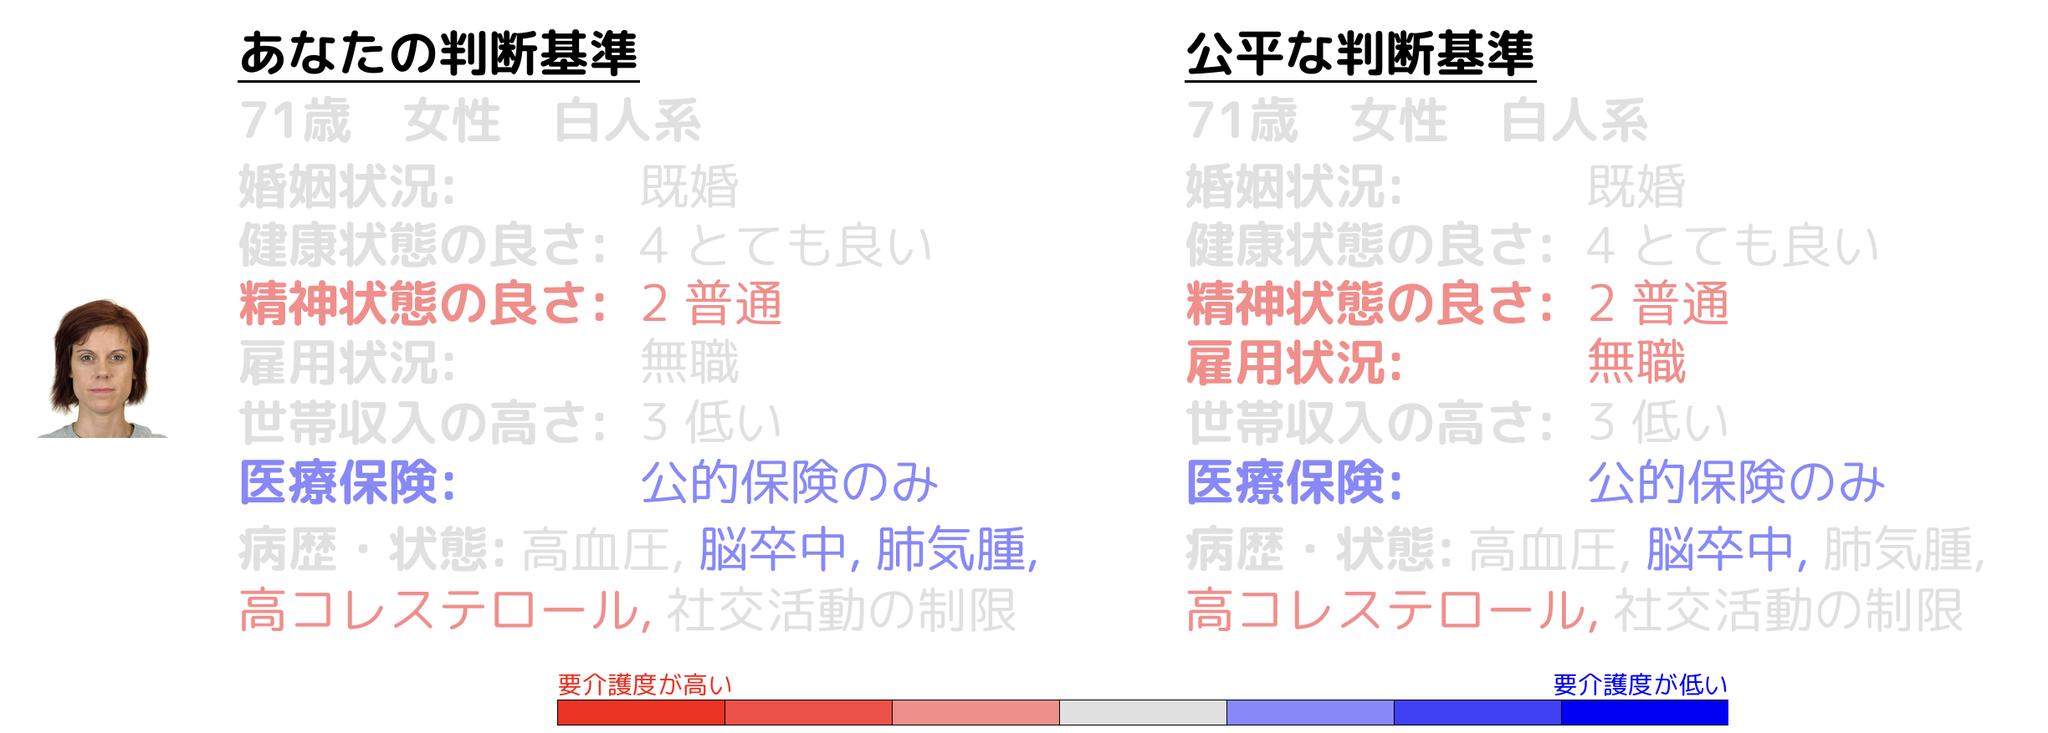 あなたの判断基準
71歳　女性　白人系
婚姻状況: 既婚
健康状態の良さ: 4 とても良い
精神状態の良さ: 2 普通
雇用状況: 無職
世帯収入の高さ: 3 低い
医療保険: 公的保険のみ
病歴・状態: 高血圧, 脳卒中, 肺気腫,
高コレステロール, 社交活動の制限
公平な判断基準
71歳　女性　白人系
婚姻状況: 既婚
健康状態の良さ: 4 とても良い
精神状態の良さ: 2 普通
雇用状況: 無職
世帯収入の高さ: 3 低い
医療保険: 公的保険のみ
病歴・状態: 高血圧, 脳卒中, 肺気腫,
高コレステロール, 社交活動の制限
要介護度が高い
要介護度が低い